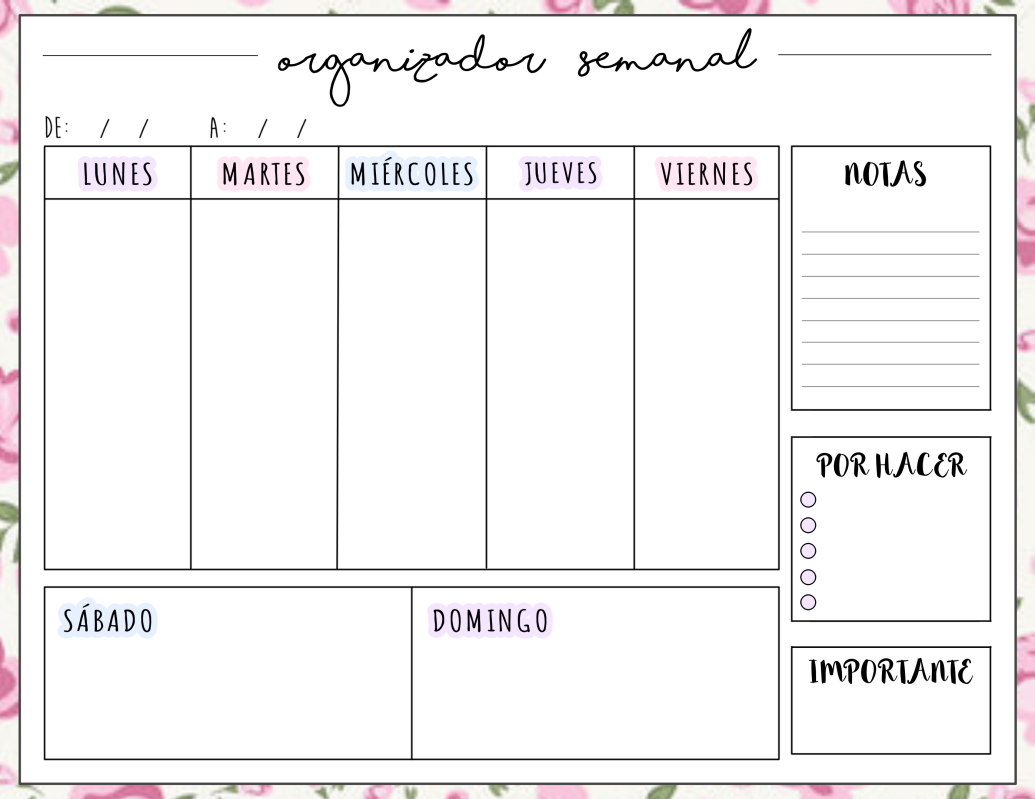 organizador semanal
DE: / / A: / /
LUNES MARTES MIÉRCOLES JUEVES VIERNES
NOTAS
POR HACER
SÁBADO DOMINGO
IMPORTANTE